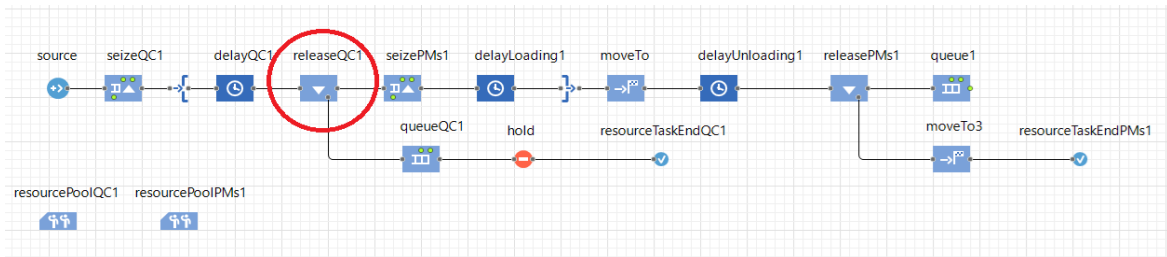 source seizeQC1 delayQC1 releaseQC1 seizePMs1 delayLoading1 moveTo delayUnloading1 releasePMs1 queue1
queueQC1 hold resourceTaskEndQC1 moveTo3 resourceTaskEndPMs1
resourcePoolQC1 resourcePoolPMs1